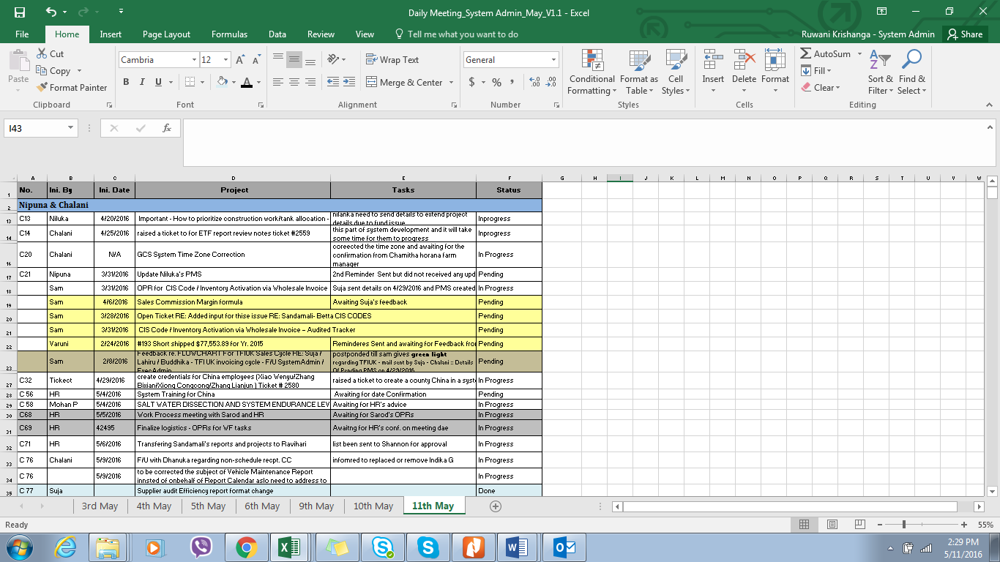 Daily Meeting_System Admin_May_V1.1 - Excel
File Home Insert Page Layout Formulas Data Review View Tell me what you want to do Ruwani Krishanga - System Admin Share
Paste Cut Copy Format Painter Clipboard
Cambria 12 B I U A Font
Wrap Text Merge & Center Alignment
General $ % , Number
Conditional Formatting Format as Table Cell Styles Styles
Insert Delete Format Cells
AutoSum Fill Clear Sort & Filter Find & Select Editing
I43 fx
A B C D E F G H I J K L M N O P Q R S T U V W
1 No. Ini. By Ini. Date Project Tasks Status
2 Nipuna & Chalani
13 C13 Niluka 4/20/2016 Important - How to prioritize construction work/tank allocation - hilanka need to send details to extend project details due to fund issue Inprogress
14 C14 Chalani 4/25/2016 raised a ticket to for ETF report review notes ticket #2559 this part of system development and it will take some time for them to progress Inprogress
16 C20 Chalani N/A GCS System Time Zone Correction coreected the time zone and awaiting for the confirmation from Chamitha horana farm manager In Progress
17 C21 Nipuna 3/31/2016 Update Niluka's PMS 2nd Reminder Sent but did not received any upd Pending
18 Sam 3/31/2016 OPR for CIS Code / Inventory Activation via Wholesale Invoice Suja sent details on 4/29/2016 and PMS created In Progress
19 Sam 4/6/2016 Sales Commission Margin formula Awaiting Suja's feedback Pending
20 Sam 3/28/2016 Open Ticket RE: Added input for thise issue RE: Sandamali- Betta CIS CODES Pending
21 Sam 3/31/2016 CIS Code / Inventory Activation via Wholesale Invoice – Audited Tracker Pending
22 Varuni 2/24/2016 #193 Short shipped $77,553.89 for Yr. 2015 Reminderes Sent and awaiting for Feedback fro Pending
23 Sam 2/8/2016 Feedback re. FLOWCHART For TFIUK Sales Cycle RE: Suja / Lahiru / Buddhika - TFI UK invoicing cycle - F/U SystemAdmin / ExecAdmin postponded till sam gives green light regarding TFIUK - mail sent by Suja - Chalani :: Details Of Pending PMS on 4/29/2016 Pending
27 C32 Tickect 4/29/2016 create credentials for China employees (Xiao Wenyu/Zhang Bixian/Xiong Congcong/Zhang Lianjun ) Ticket # 2580 raised a ticket to create a county China in a syst In Progress
28 C 56 HR 5/4/2016 System Training for China Awaiting for date Confirmation Pending
29 C 58 Mohan P 5/4/2016 SALT WATER DISSECTION AND SYSTEM ENDURANCE LEV Awaiting for HR's advice In Progress
30 C68 HR 5/5/2016 Work Process meeting with Sarod and HR Awaiting for Sarod's OPRs In Progress
31 C69 HR 42495 Finalize logistics - OPRs for WF tasks Awaitng for HR's conf. on meeting dae In Progress
32 C71 HR 5/6/2016 Transfering Sandamali's reports and projects to Ravihari list been sent to Shannon for approval In Progress
33 C 76 Chalani 5/9/2016 F/U with Dhanuka regarding non-schedule recpt. CC infomred to replaced or remove Indika G In Progress
34 C 76 5/9/2016 to be corrected the subject of Vehicle Maintenance Report innsted of onbehalf of Report Calendar aslo need to address to In Progress
35 C 77 Suja Supplier audit Efficiency report format change Done
3rd May 4th May 5th May 6th May 9th May 10th May 11th May
Ready 55%
2:29 PM
5/11/2016